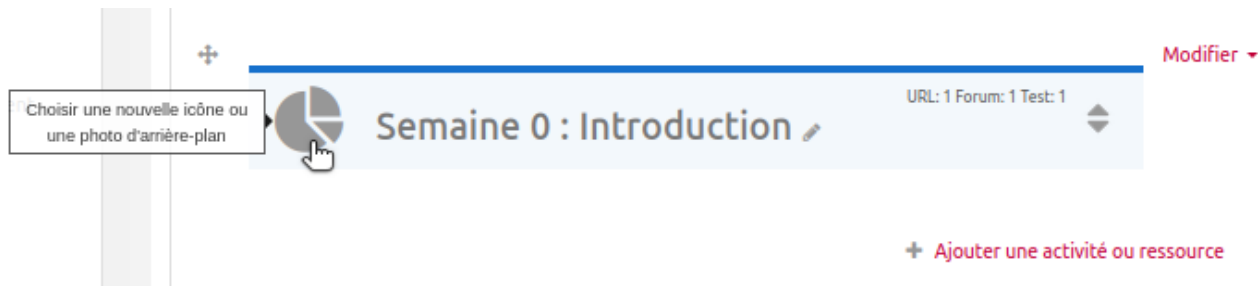 Modifier
Choisir une nouvelle icône ou
une photo d'arrière-plan
Semaine 0 : Introduction
URL: 1 Forum: 1 Test: 1
Ajouter une activité ou ressource